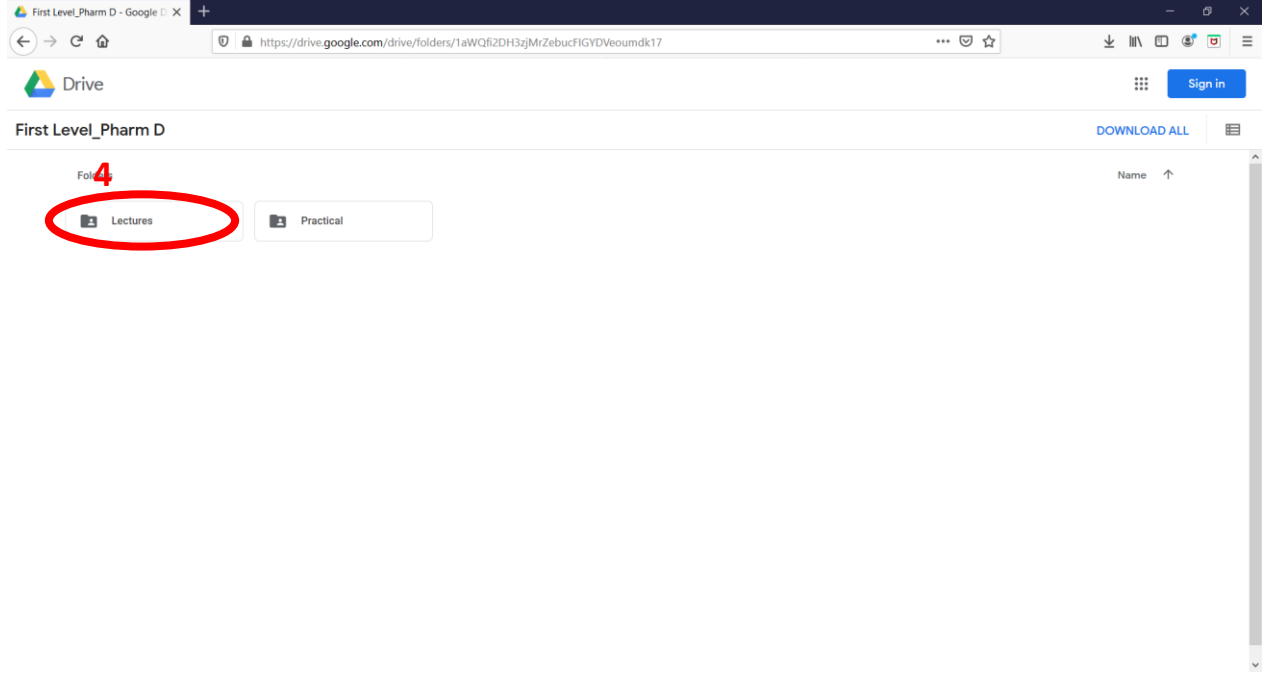 First Level_Pharm D - Google D
https://drive.google.com/drive/folders/1aWQfi2DH3zjMrZebucFIGYDVeoumdk17
Drive
Sign in
First Level_Pharm D
DOWNLOAD ALL
4
Folders
Name
Lectures
Practical